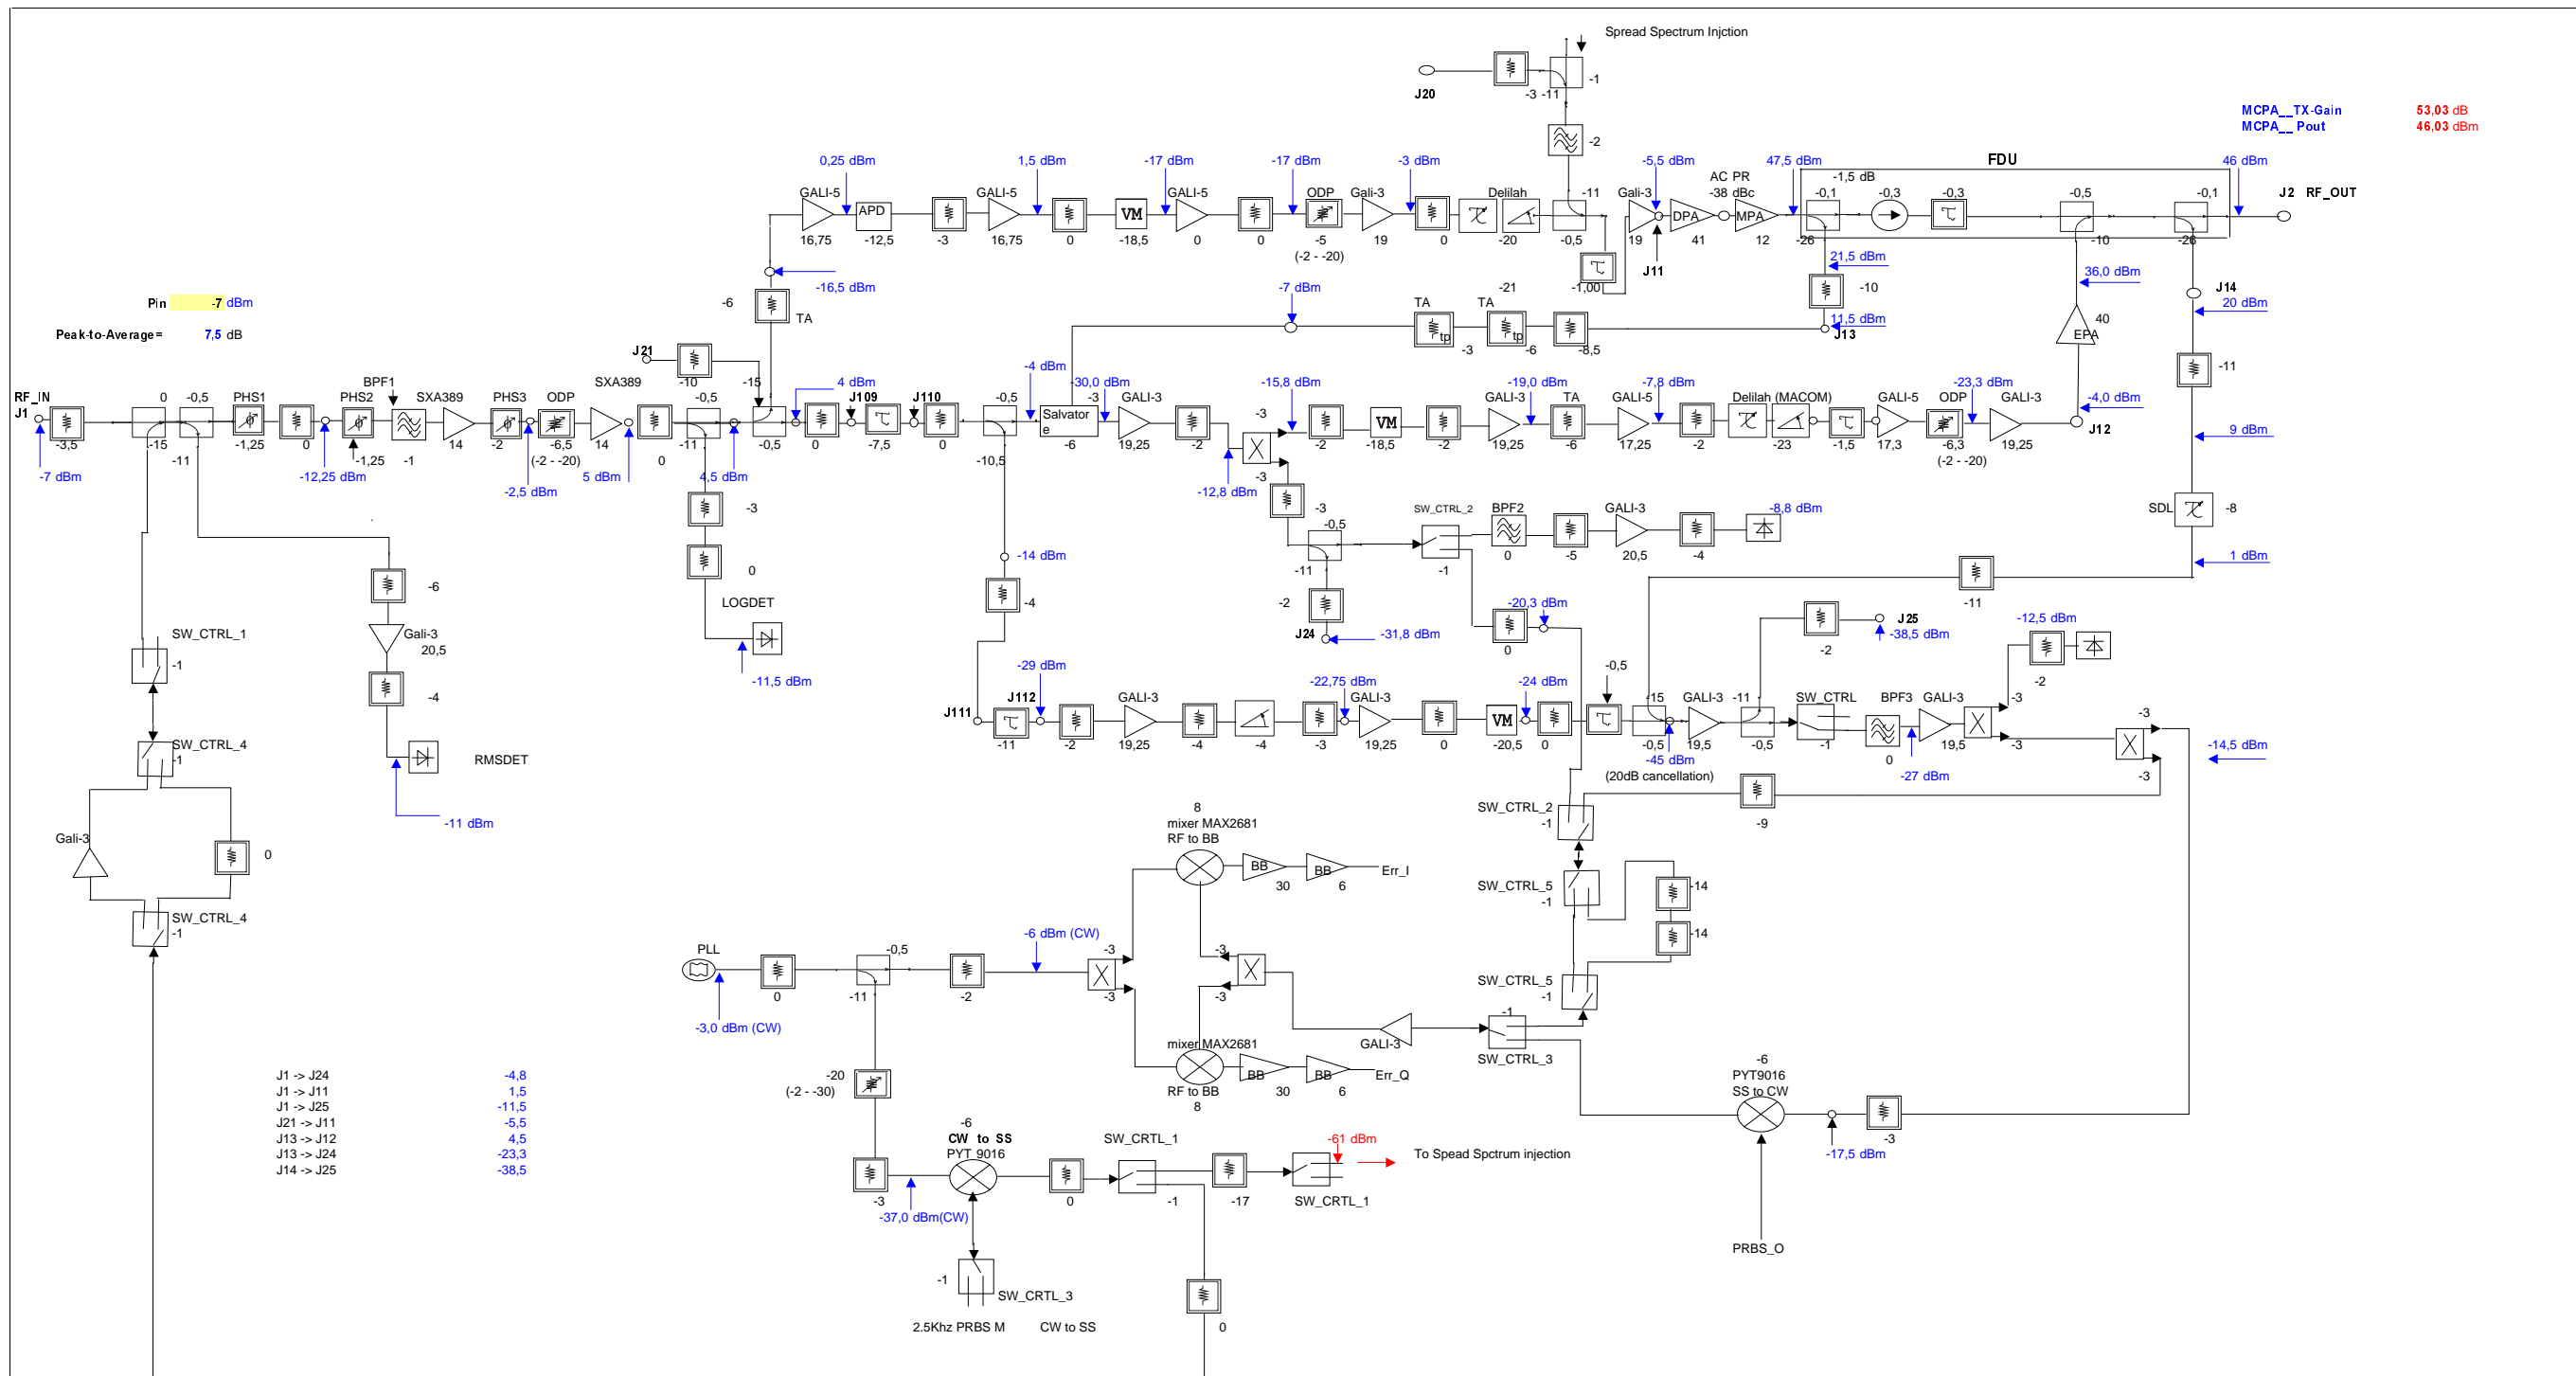 Spread Spectrum Injction
-1
J20
-3 -11
MCPA__TX-Gain 53,03 dB
MCPA__ Pout 46,03 dBm
-2
0,25 dBm 1,5 dBm -17 dBm -17 dBm -3 dBm -5,5 dBm 47,5 dBm FDU 46 dBm
AC PR -1,5 dB
GALI-5 GALI-5 GALI-5 ODP Gali-3 Delilah -11 Gali-3 -38 dBc -0,1 -0,3 -0,3 -0,5 -0,1 J2 RF_OUT
APD VM DPA MPA
16,75 -12,5 -3 16,75 0 -18,5 0 0 -5 19 0 -20 -0,5 19 41 12 -26 -10 -26
(-2 - -20)
J11 21,5 dBm 36,0 dBm
-16,5 dBm -7 dBm -21 -1,00 -10 J14
Pin -7 dBm -6 20 dBm
TA TA TA 11,5 dBm 40
Peak-to-Average= 7,5 dB J13 EPA
tp tp
J21 -3 -6 -8,5
-4 dBm -11
BPF1 SXA389 -10 -15 4 dBm -30,0 dBm -15,8 dBm -19,0 dBm -7,8 dBm -23,3 dBm
RF_IN 0 -0,5 PHS1 PHS2 SXA389 PHS3 ODP -0,5 J109 J110 -0,5 -3 GALI-3 GALI-3 TA GALI-5 Delilah (MACOM) GALI-5 ODP GALI-3 -4,0 dBm
J1 Salvator -3 VM J12
e
-3,5 -15 -1,25 0 14 -2 -6,5 14 -0,5 0 -7,5 0 -6 19,25 -2 -2 -18,5 -2 19,25 -6 17,25 -2 -23 -1,5 17,3 -6,3 19,25 9 dBm
-11 -1,25 -1 (-2 - -20) 0 -11 -10,5 (-2 - -20)
-7 dBm -12,25 dBm -2,5 dBm 5 dBm 4,5 dBm -12,8 dBm -3
-3 -3 SW_CTRL_2 BPF2 GALI-3 -8,8 dBm SDL -8
-0,5
-14 dBm -11 -1 0 -5 20,5 -4 1 dBm
0
-6 -4 -2 -20,3 dBm -11
LOGDET J25
SW_CTRL_1 Gali-3 J24 -31,8 dBm -38,5 dBm -12,5 dBm
20,5 0 -2
-1 -11,5 dBm -29 dBm -22,75 dBm -24 dBm -0,5 -2
-4 J111 J112 GALI-3 GALI-3 VM -15 GALI-3 -11 SW_CTRL BPF3 GALI-3 -3 -3
-11 -2 19,25 -4 -4 -3 19,25 0 -20,5 0 -0,5 19,5 -0,5 -1 0 19,5 -3 -14,5 dBm
SW_CTRL_4 RMSDET -45 dBm
-1 (20dB cancellation) -27 dBm -3
8 SW_CTRL_2
-11 dBm mixer MAX2681 -1 -9
Gali-3 RF to BB
0 BB BB Err_I
30 6 SW_CTRL_5 -14
-1
SW_CTRL_4
-1 -6 dBm (CW) -14
PLL -0,5 -3 -3
0 -11 -2 -3 -3 SW_CTRL_5
-1
-3,0 dBm (CW) -1
mixer MAX2681 GALI-3 SW_CTRL_3
J1 -> J24 -4,8 -20 BB BB Err_Q -6
J1 -> J11 1,5 (-2 - -30) RF to BB 30 6 PYT9016
J1 -> J25 -11,5 8 SS to CW
J21 -> J11 -5,5
J13 -> J12 4,5 -6
J13 -> J24 -23,3 CW to SS SW_CRTL_1 -61 dBm -3
J14 -> J25 -38,5 PYT 9016 To Spead Spctrum injection -17,5 dBm
-3 0 -1 -17 SW_CRTL_1
-37,0 dBm(CW)
PRBS_O
-1
SW_CRTL_3
2.5Khz PRBS M CW to SS 0